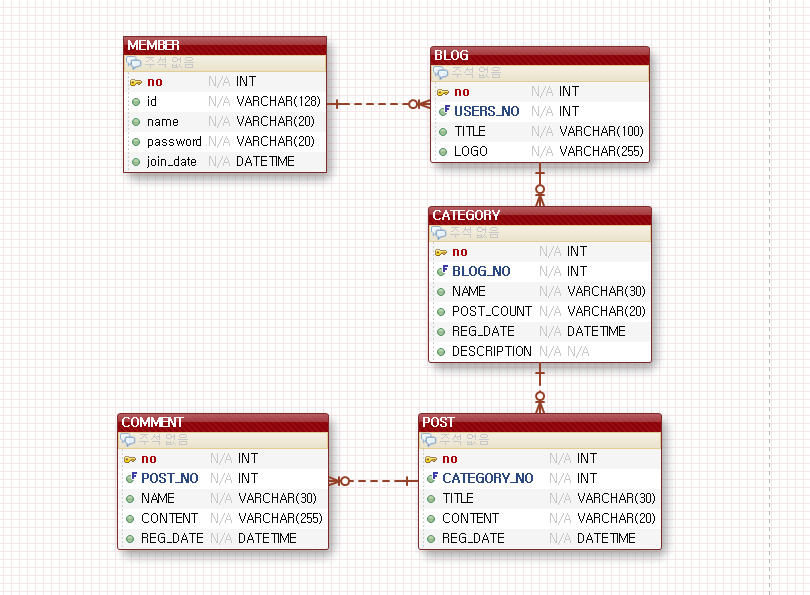 MEMBER
주석 없음
no N/A INT
id N/A VARCHAR(128)
name N/A VARCHAR(20)
password N/A VARCHAR(20)
join_date N/A DATETIME
BLOG
주석 없음
no N/A INT
USERS_NO N/A INT
TITLE N/A VARCHAR(100)
LOGO N/A VARCHAR(255)
CATEGORY
주석 없음
no N/A INT
BLOG_NO N/A INT
NAME N/A VARCHAR(30)
POST_COUNT N/A VARCHAR(20)
REG_DATE N/A DATETIME
DESCRIPTION N/A N/A
COMMENT
주석 없음
no N/A INT
POST_NO N/A INT
NAME N/A VARCHAR(30)
CONTENT N/A VARCHAR(255)
REG_DATE N/A DATETIME
POST
주석 없음
no N/A INT
CATEGORY_NO N/A INT
TITLE N/A VARCHAR(30)
CONTENT N/A VARCHAR(20)
REG_DATE N/A DATETIME